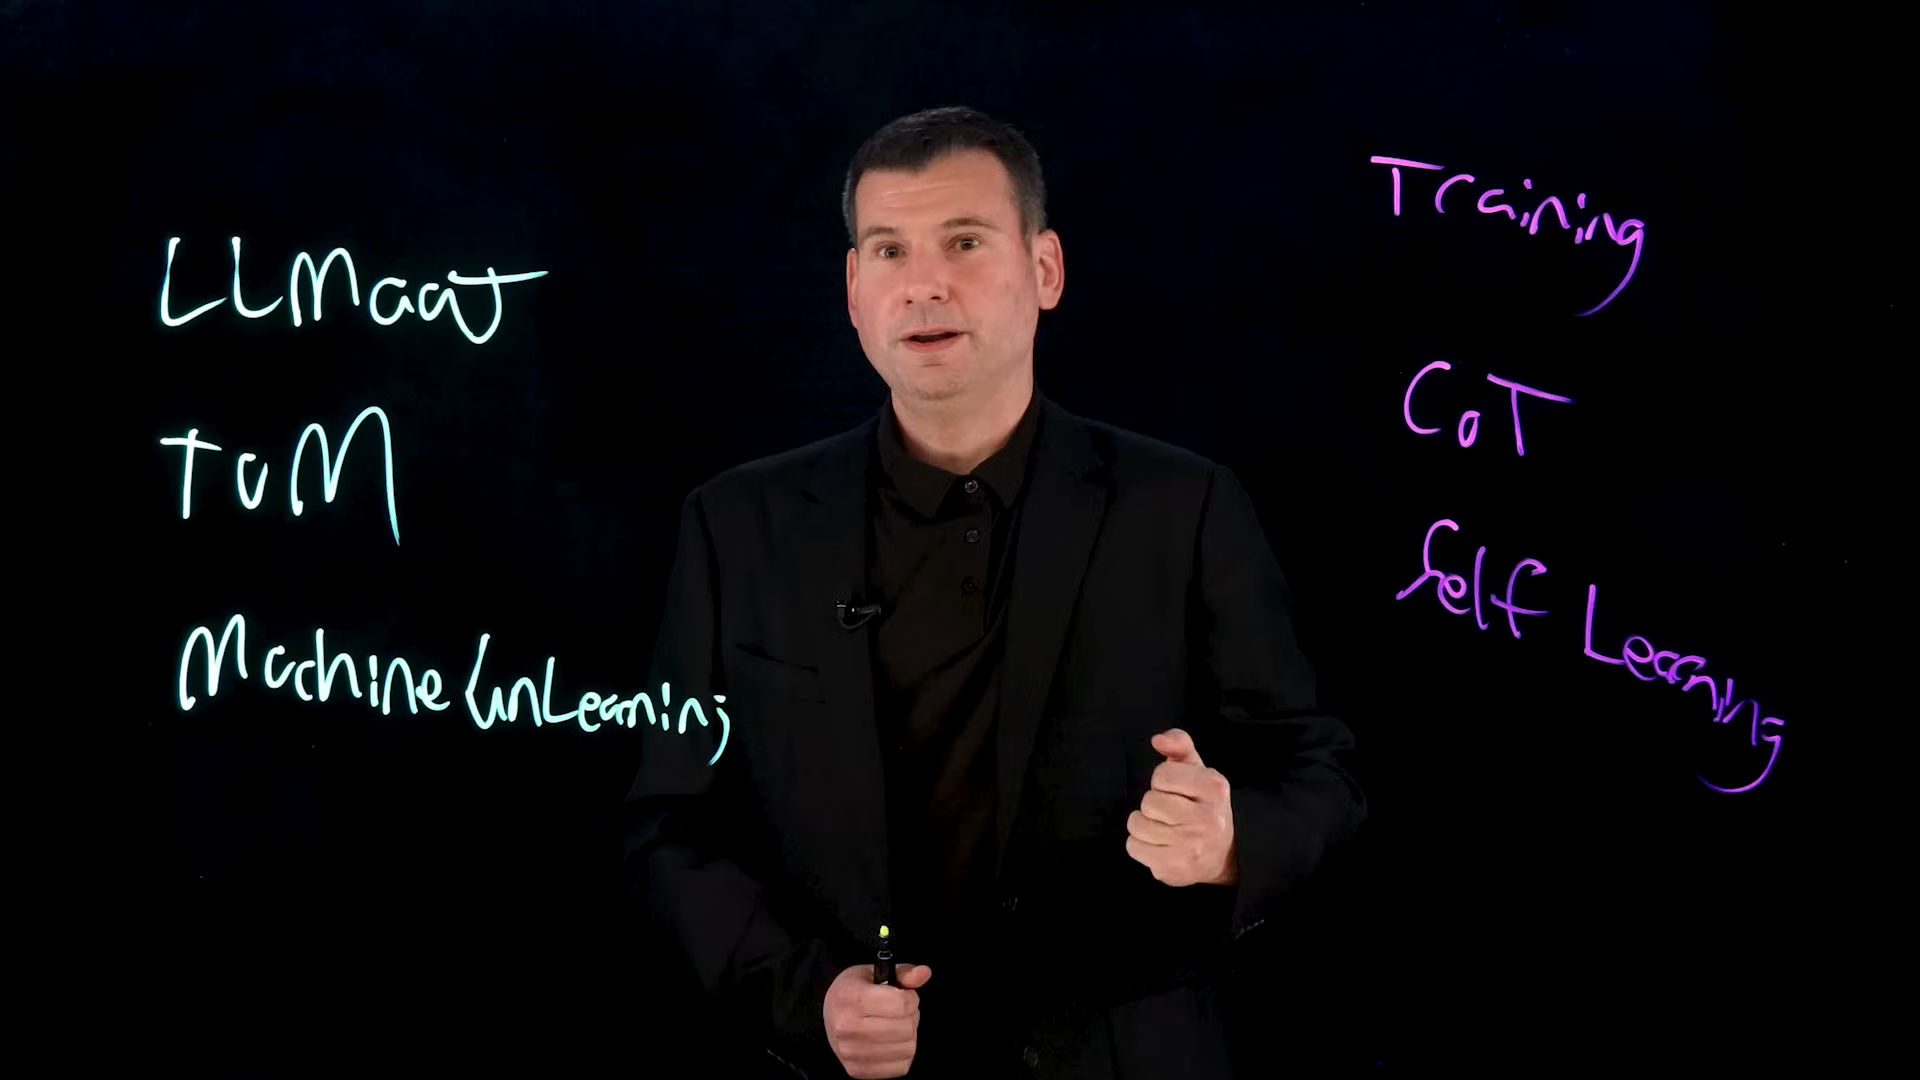 LLMaaJ
ToM
Machine UnLearning
Training
CoT
Self Learning